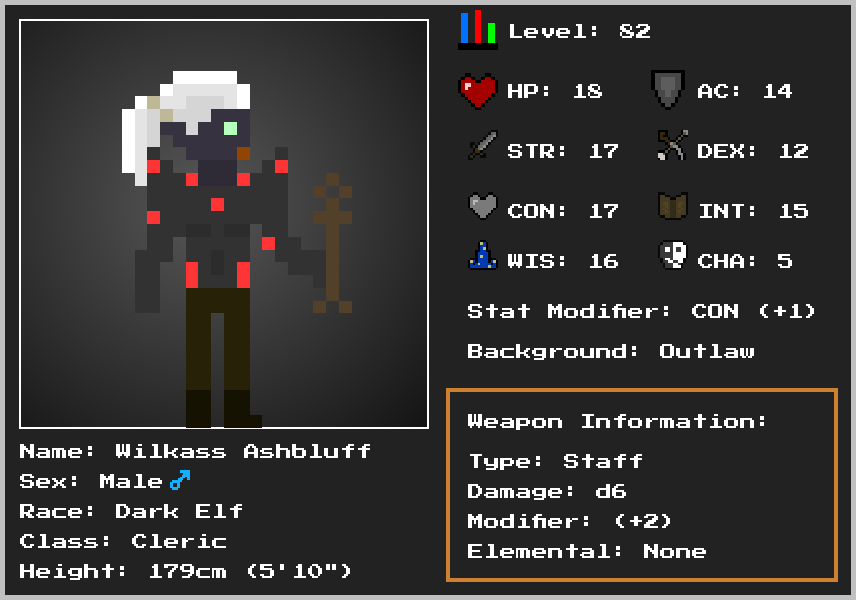 Level: 82
HP: 18 AC: 14
STR: 17 DEX: 12
CON: 17 INT: 15
WIS: 16 CHA: 5
Stat Modifier: CON (+1)
Background: Outlaw
Weapon Information:
Type: Staff
Damage: d6
Modifier: (+2)
Elemental: None
Name: Wilkass Ashbluff
Sex: Male ♂
Race: Dark Elf
Class: Cleric
Height: 179cm (5'10")